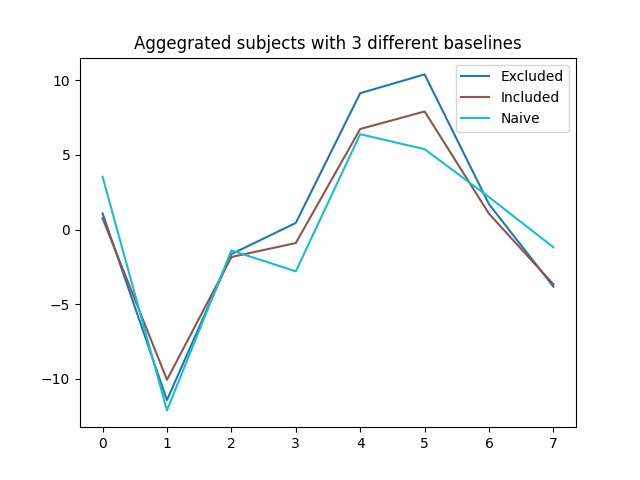 Aggegrated subjects with 3 different baselines
Excluded
Included
Naive
10
5
0
−5
−10
0 1 2 3 4 5 6 7